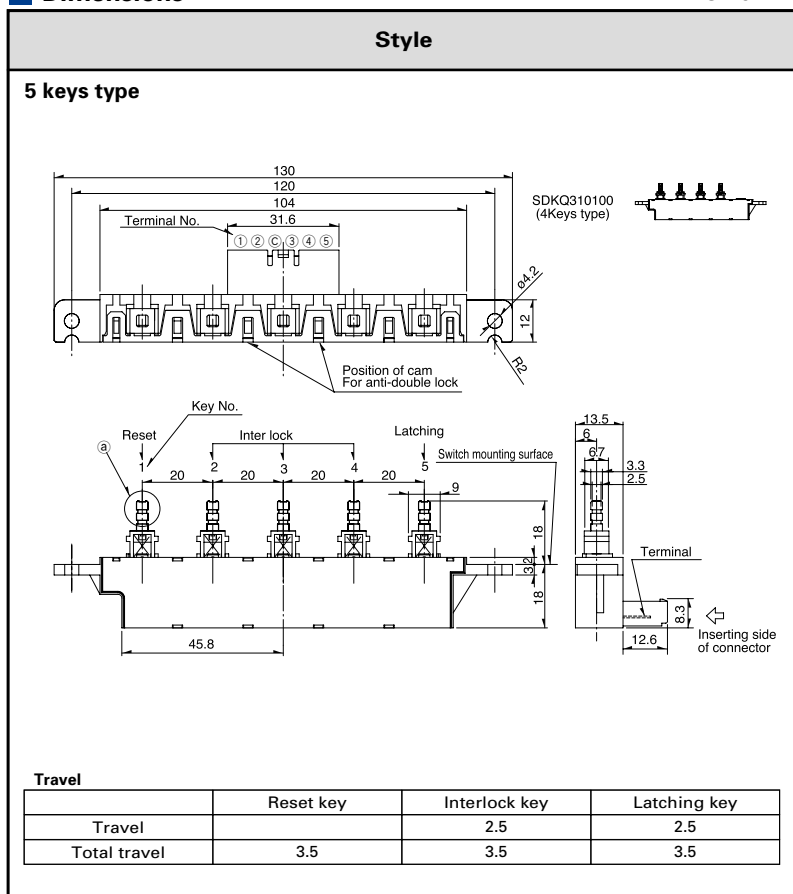 Style
5 keys type
130
120
104
31.6
Terminal No.
① ② Ⓒ ③ ④ ⑤
SDKQ310100
(4Keys type)
ø4.2
12
R2
Position of cam
For anti-double lock
Key No.
ⓐ
Reset
Inter lock
Latching
Switch mounting surface
1 2 3 4 5
20 20 20 20
9
18
3.2
18
45.8
13.5
6
6.7
3.3
2.5
Terminal
8.3
12.6
Inserting side
of connector
Travel
Reset key Interlock key Latching key
Travel 2.5 2.5
Total travel 3.5 3.5 3.5